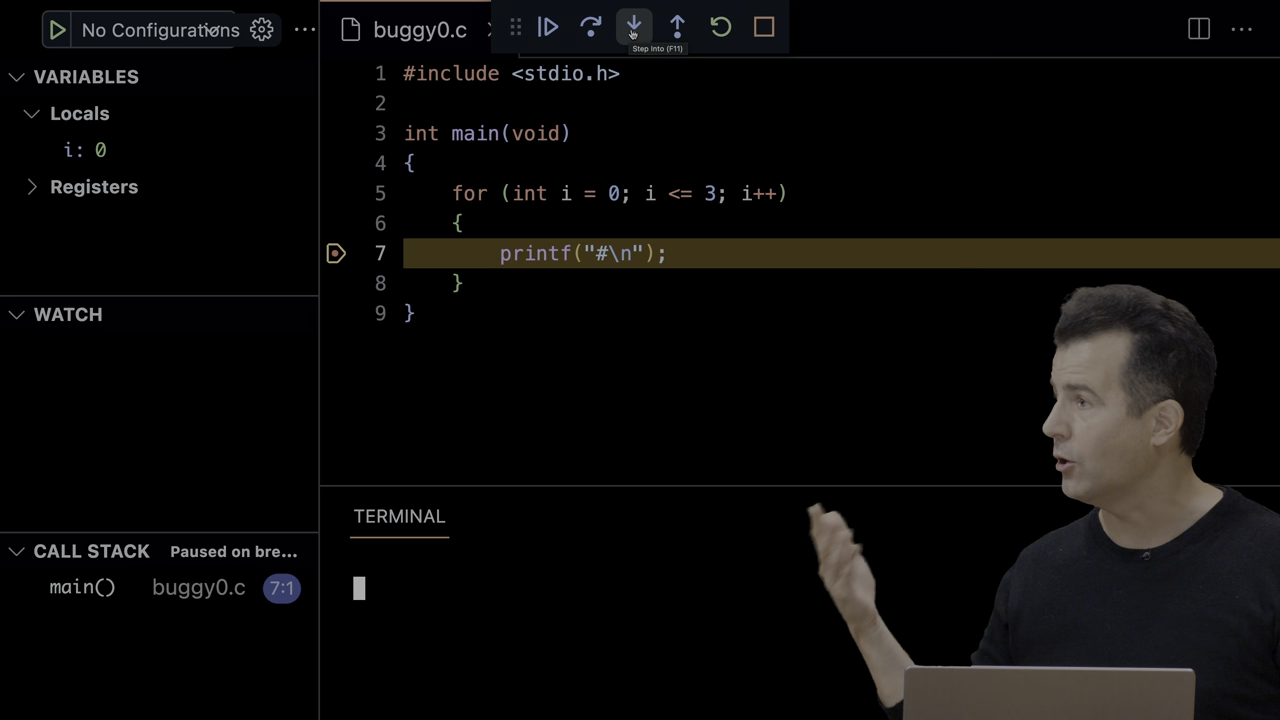 No Configurations
buggy0.c
Step Into (F11)
VARIABLES
Locals
i: 0
Registers
WATCH
CALL STACK Paused on bre...
main() buggy0.c 7:1
1 #include <stdio.h>
2
3 int main(void)
4 {
5 for (int i = 0; i <= 3; i++)
6 {
7 printf("#\n");
8 }
9 }
TERMINAL